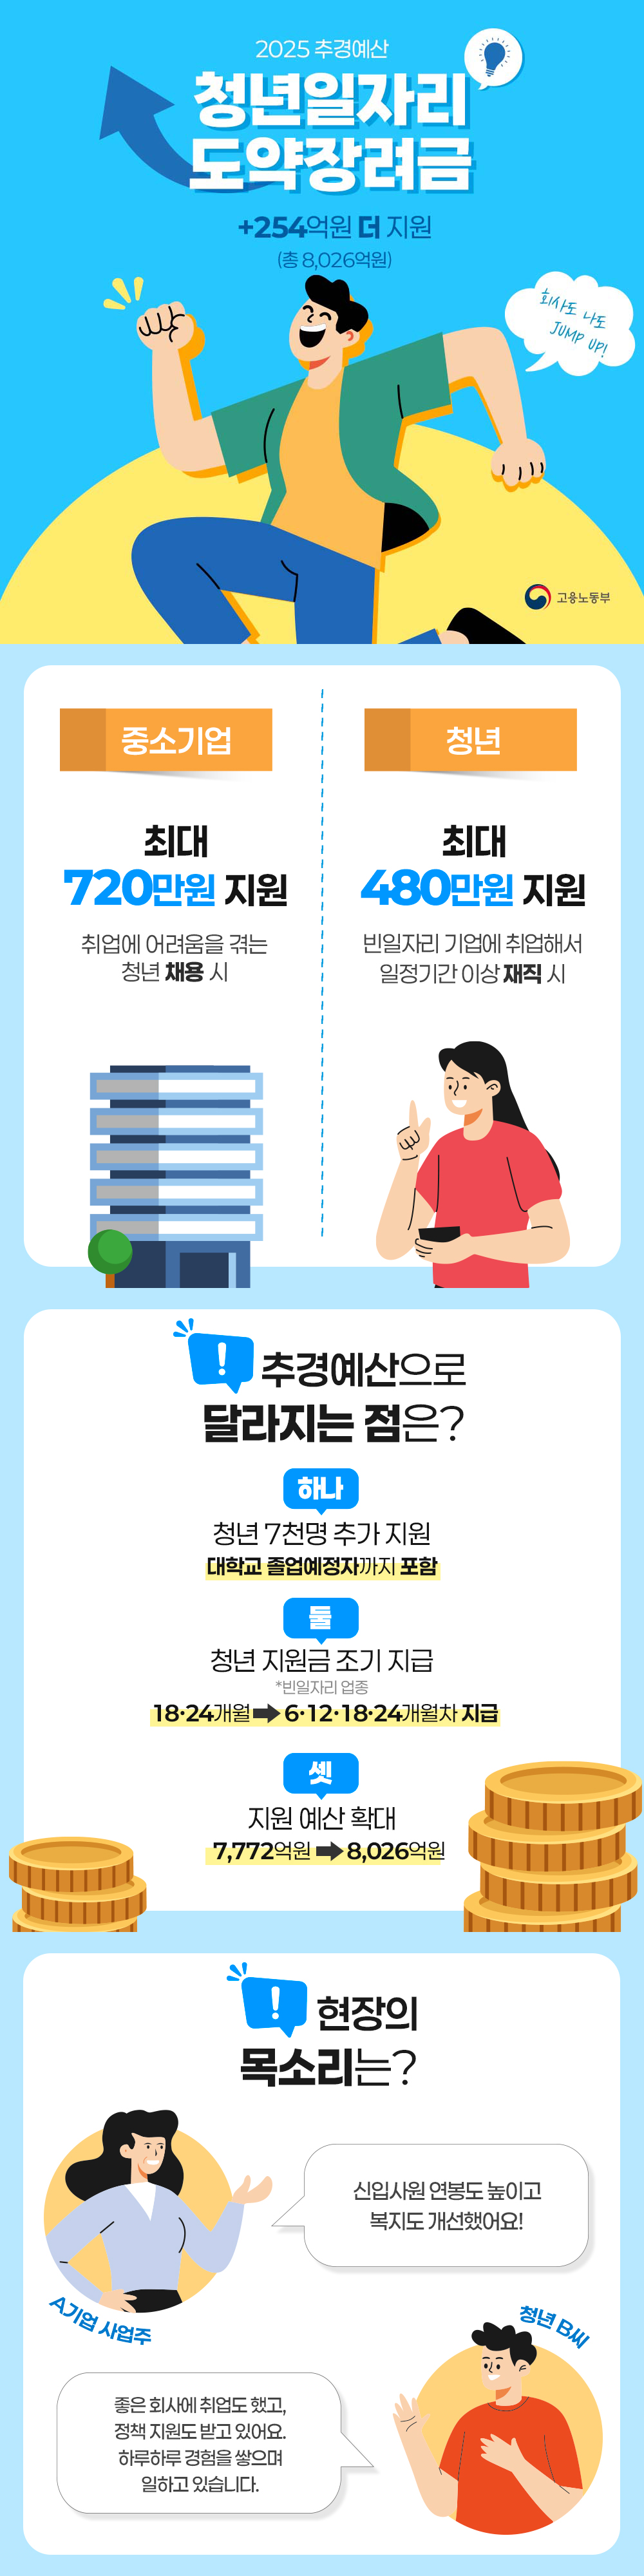 2025 추경예산
청년일자리
도약장려금
+254억원 더 지원
(총 8,026억원)
회사도 나도
JUMP UP!
고용노동부
중소기업
최대
720만원 지원
취업에 어려움을 겪는
청년 채용 시
청년
최대
480만원 지원
빈일자리 기업에 취업해서
일정기간 이상 재직 시
!
추경예산으로
달라지는 점은?
하나
청년 7천명 추가 지원
대학교 졸업예정자까지 포함
둘
청년 지원금 조기 지급
*빈일자리 업종
18·24개월 ➡ 6·12·18·24개월차 지급
셋
지원 예산 확대
7,772억원 ➡ 8,026억원
!
현장의
목소리는?
신입사원 연봉도 높이고
복지도 개선했어요!
A기업 사업주
청년 B씨
좋은 회사에 취업도 했고,
정책 지원도 받고 있어요.
하루하루 경험을 쌓으며
일하고 있습니다.